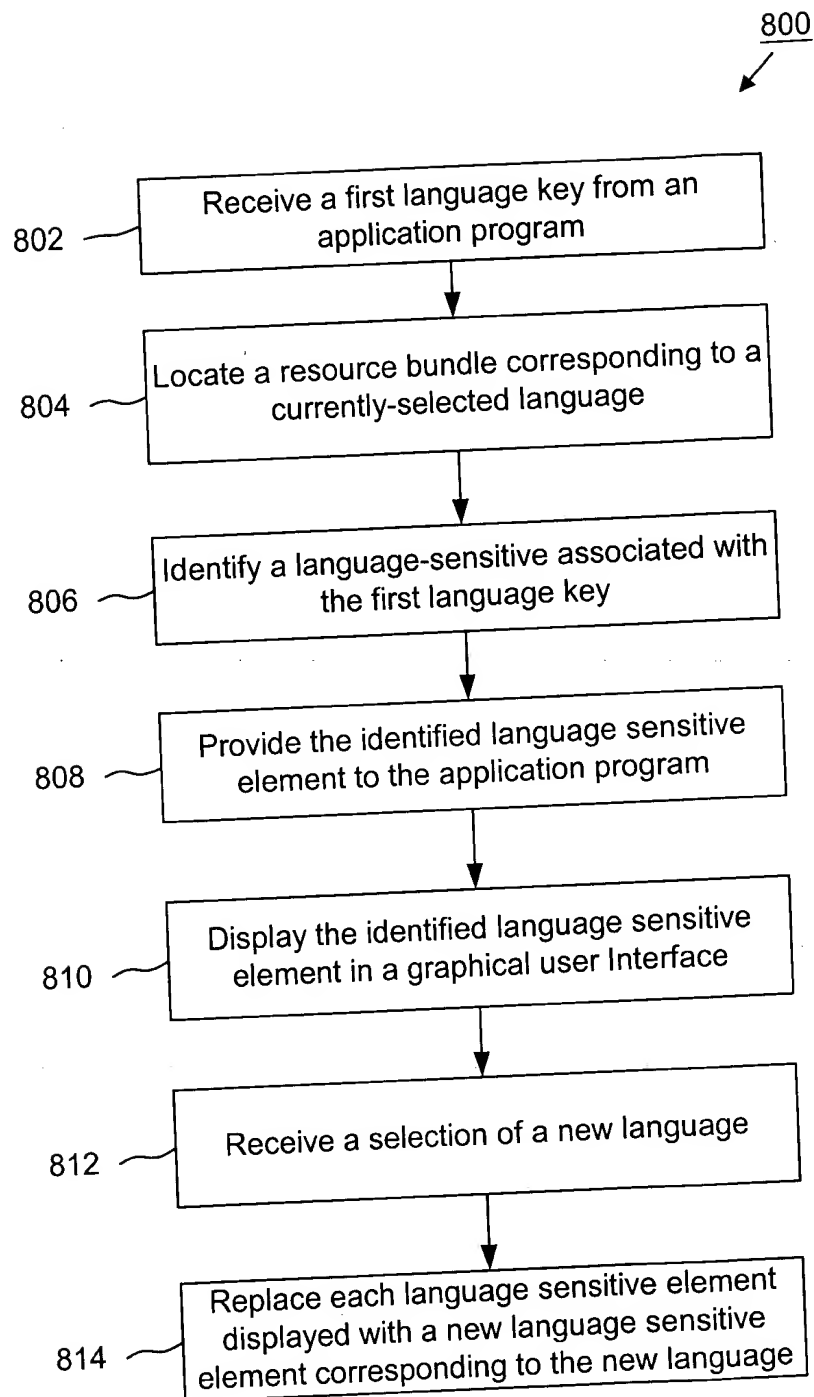 800
802
Receive a first language key from an
application program
804
Locate a resource bundle corresponding to a
currently-selected language
806
Identify a language-sensitive associated with
the first language key
808
Provide the identified language sensitive
element to the application program
810
Display the identified language sensitive
element in a graphical user Interface
812
Receive a selection of a new language
814
Replace each language sensitive element
displayed with a new language sensitive
element corresponding to the new language